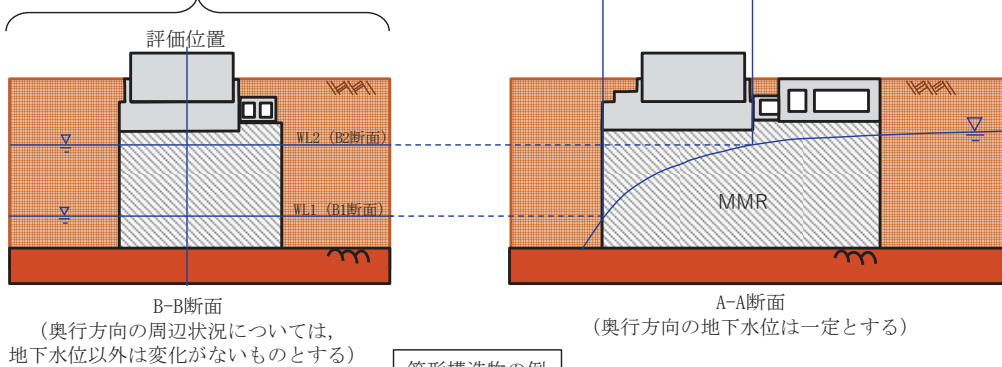 評価位置
WL2（B2断面）
WL1（B1断面）
MMR
B-B断面
（奥行方向の周辺状況については,
地下水位以外は変化がないものとする）
A-A断面
（奥行方向の地下水位は一定とする）
箱形構造物の例